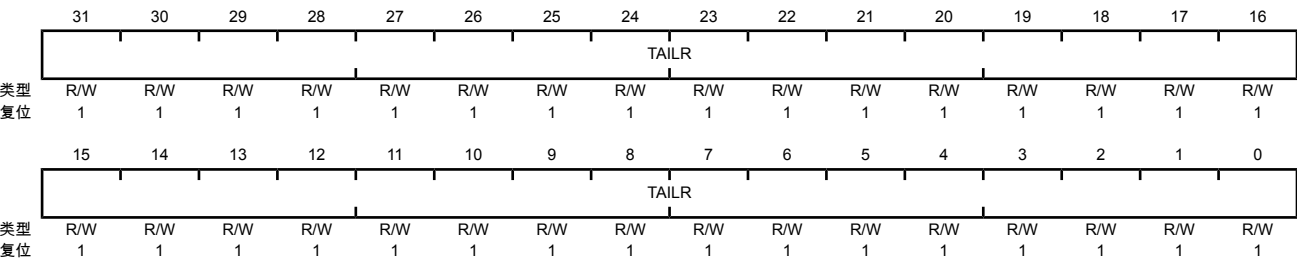 31 30 29 28 27 26 25 24 23 22 21 20 19 18 17 16
TAILR
类型 R/W R/W R/W R/W R/W R/W R/W R/W R/W R/W R/W R/W R/W R/W R/W R/W
复位 1 1 1 1 1 1 1 1 1 1 1 1 1 1 1 1
15 14 13 12 11 10 9 8 7 6 5 4 3 2 1 0
TAILR
类型 R/W R/W R/W R/W R/W R/W R/W R/W R/W R/W R/W R/W R/W R/W R/W R/W
复位 1 1 1 1 1 1 1 1 1 1 1 1 1 1 1 1